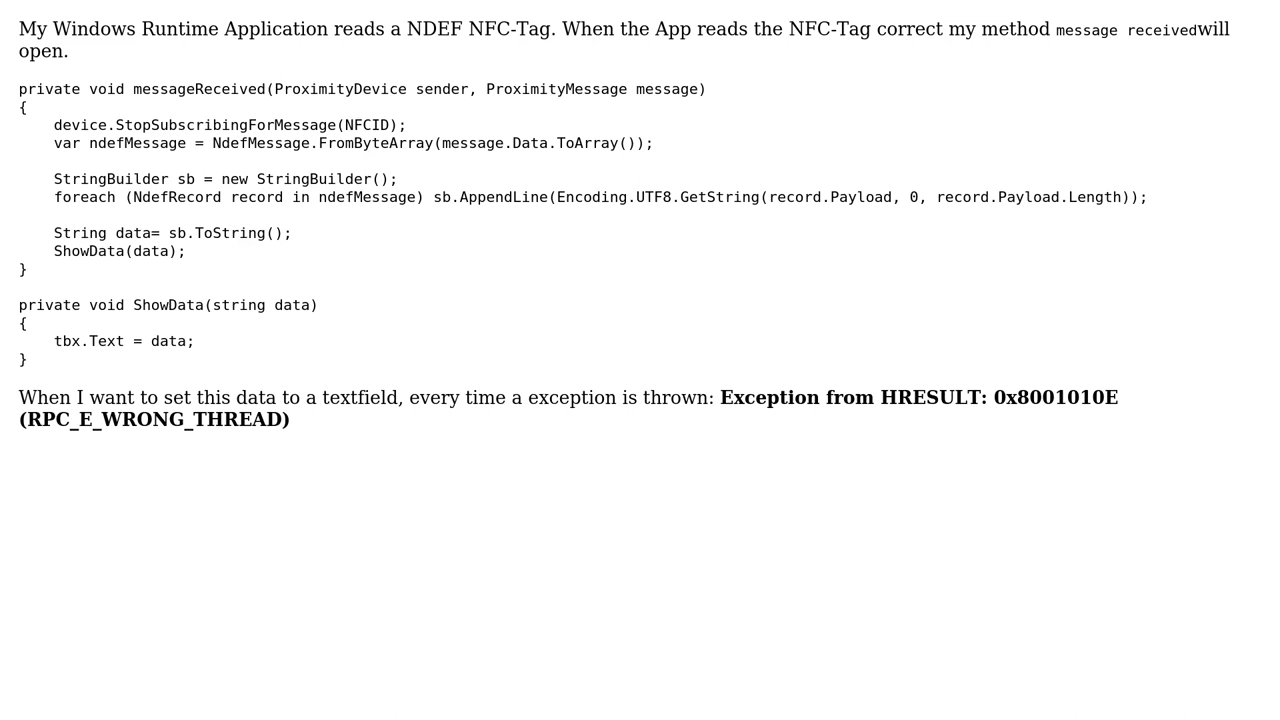 My Windows Runtime Application reads a NDEF NFC-Tag. When the App reads the NFC-Tag correct my method message receivedwill
open.
private void messageReceived(ProximityDevice sender, ProximityMessage message)
{
    device.StopSubscribingForMessage(NFCID);
    var ndefMessage = NdefMessage.FromByteArray(message.Data.ToArray());
    StringBuilder sb = new StringBuilder();
    foreach (NdefRecord record in ndefMessage) sb.AppendLine(Encoding.UTF8.GetString(record.Payload, 0, record.Payload.Length));
    String data= sb.ToString();
    ShowData(data);
}
private void ShowData(string data)
{
    tbx.Text = data;
}
When I want to set this data to a textfield, every time a exception is thrown: Exception from HRESULT: 0x8001010E
(RPC_E_WRONG_THREAD)